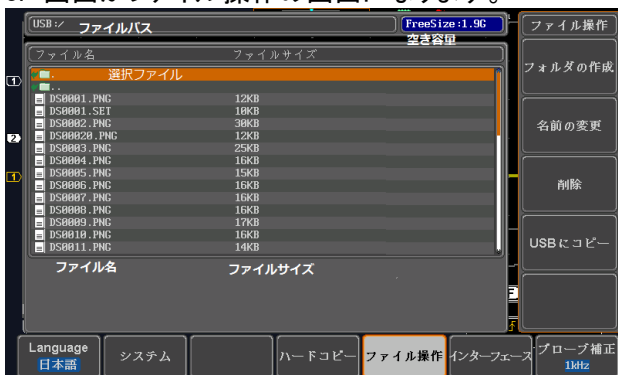 USB:/ ファイルパス FreeSize:1.9G ファイル操作
空き容量
ファイル名 ファイルサイズ
. 選択ファイル
フォルダの作成
..
DS0001.PNG 12KB
DS0001.SET 10KB
DS0002.PNG 30KB
DS00020.PNG 12KB
名前の変更
DS0003.PNG 25KB
DS0004.PNG 16KB
DS0005.PNG 15KB
DS0006.PNG 16KB
削除
DS0007.PNG 16KB
DS0008.PNG 16KB
DS0009.PNG 17KB
DS0010.PNG 16KB
DS0011.PNG 14KB
USBにコピー
ファイル名 ファイルサイズ
Language
日本語
システム
ハードコピー
ファイル操作
インターフェース
プローブ補正
1kHz